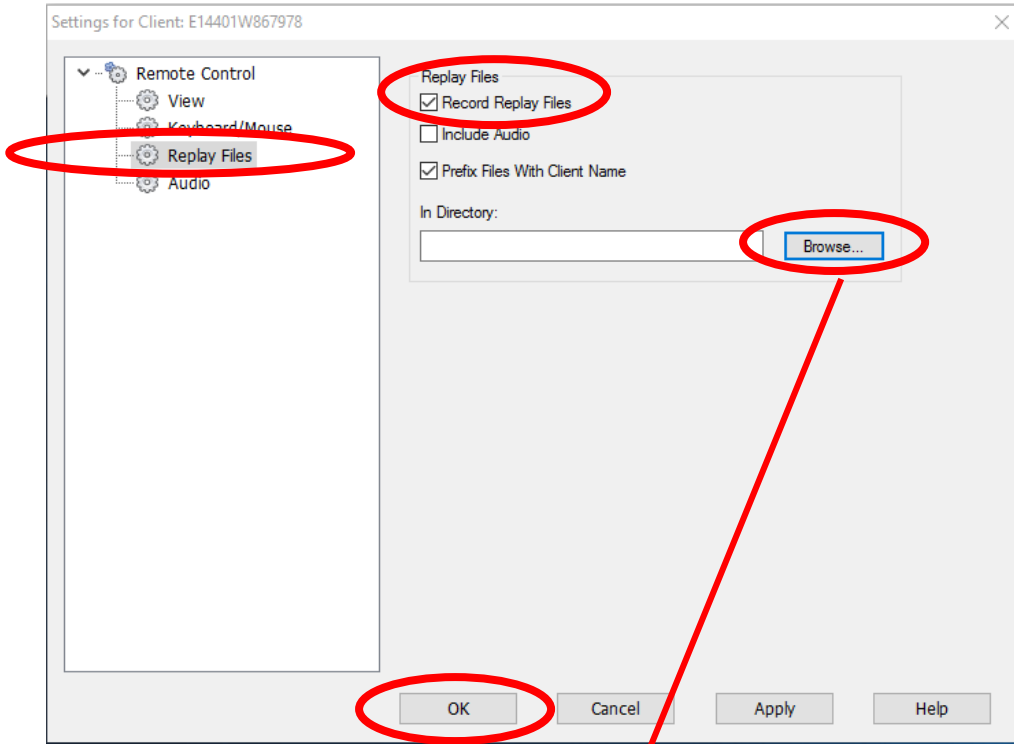 Settings for Client: E14401W867978
Remote Control
View
Keyboard/Mouse
Replay Files
Audio
Replay Files
Record Replay Files
Include Audio
Prefix Files With Client Name
In Directory:
Browse...
OK
Cancel
Apply
Help